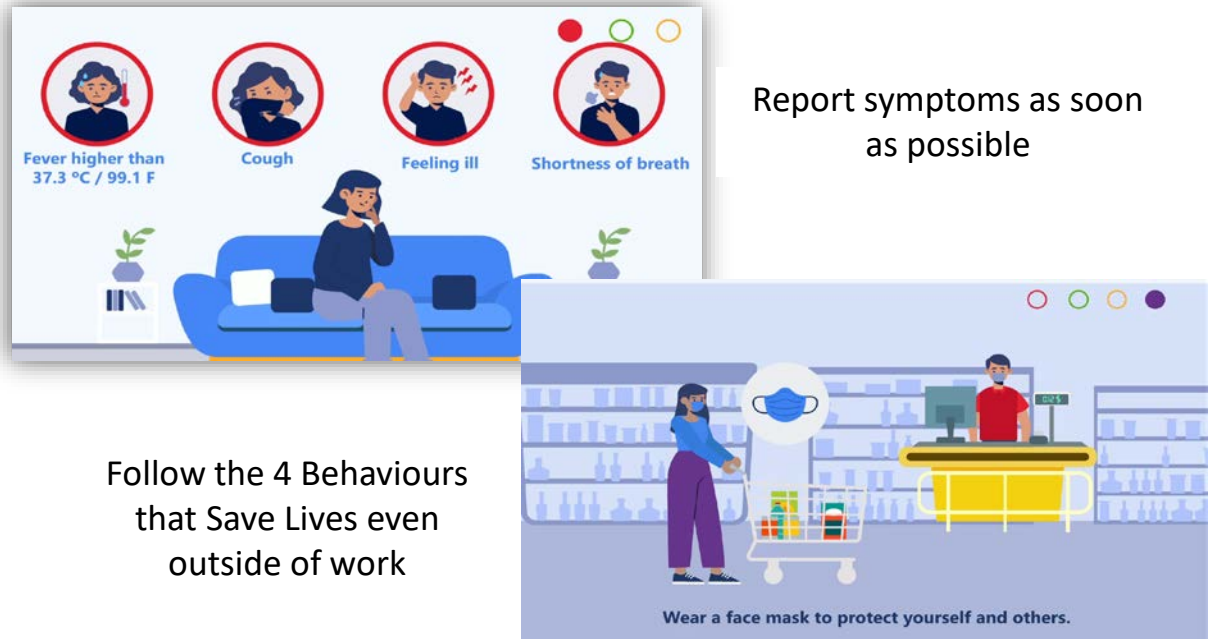 Fever higher than
37.3 ºC / 99.1 F
Cough
Feeling ill
Shortness of breath
Report symptoms as soon
as possible
Follow the 4 Behaviours
that Save Lives even
outside of work
Wear a face mask to protect yourself and others.